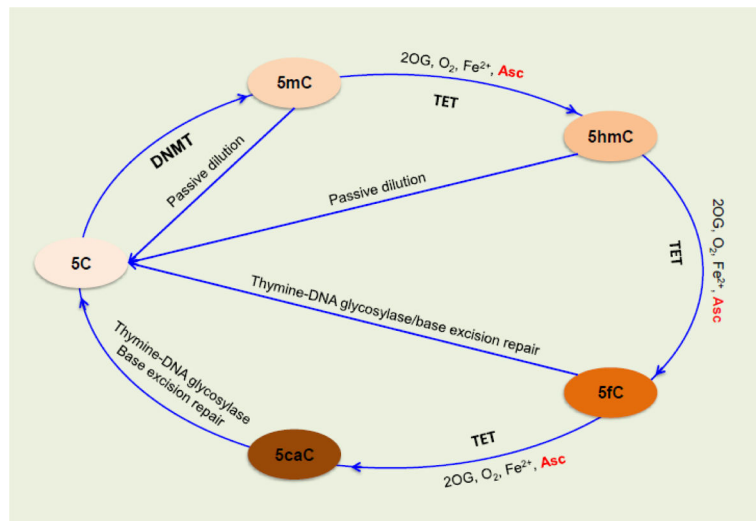 5mC
2OG, O₂, Fe²⁺, Asc
TET
5hmC
DNMT
Passive dilution
Passive dilution
2OG, O₂, Fe²⁺, Asc
TET
5C
Thymine-DNA glycosylase/base excision repair
Thymine-DNA glycosylase
Base excision repair
5fC
TET
2OG, O₂, Fe²⁺, Asc
5caC